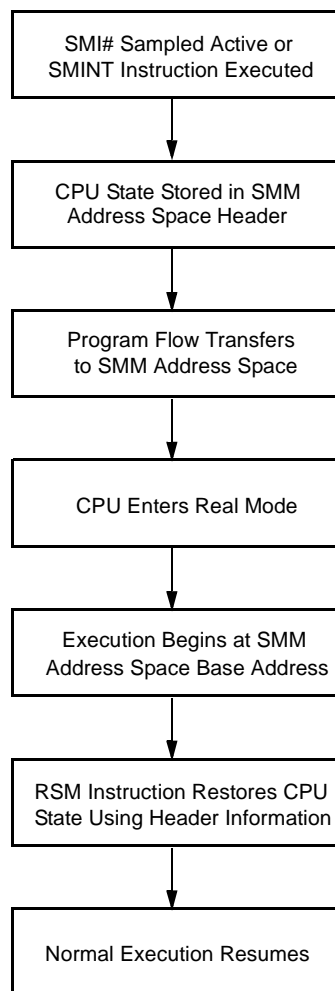 SMI# Sampled Active or
SMINT Instruction Executed
CPU State Stored in SMM
Address Space Header
Program Flow Transfers
to SMM Address Space
CPU Enters Real Mode
Execution Begins at SMM
Address Space Base Address
RSM Instruction Restores CPU
State Using Header Information
Normal Execution Resumes